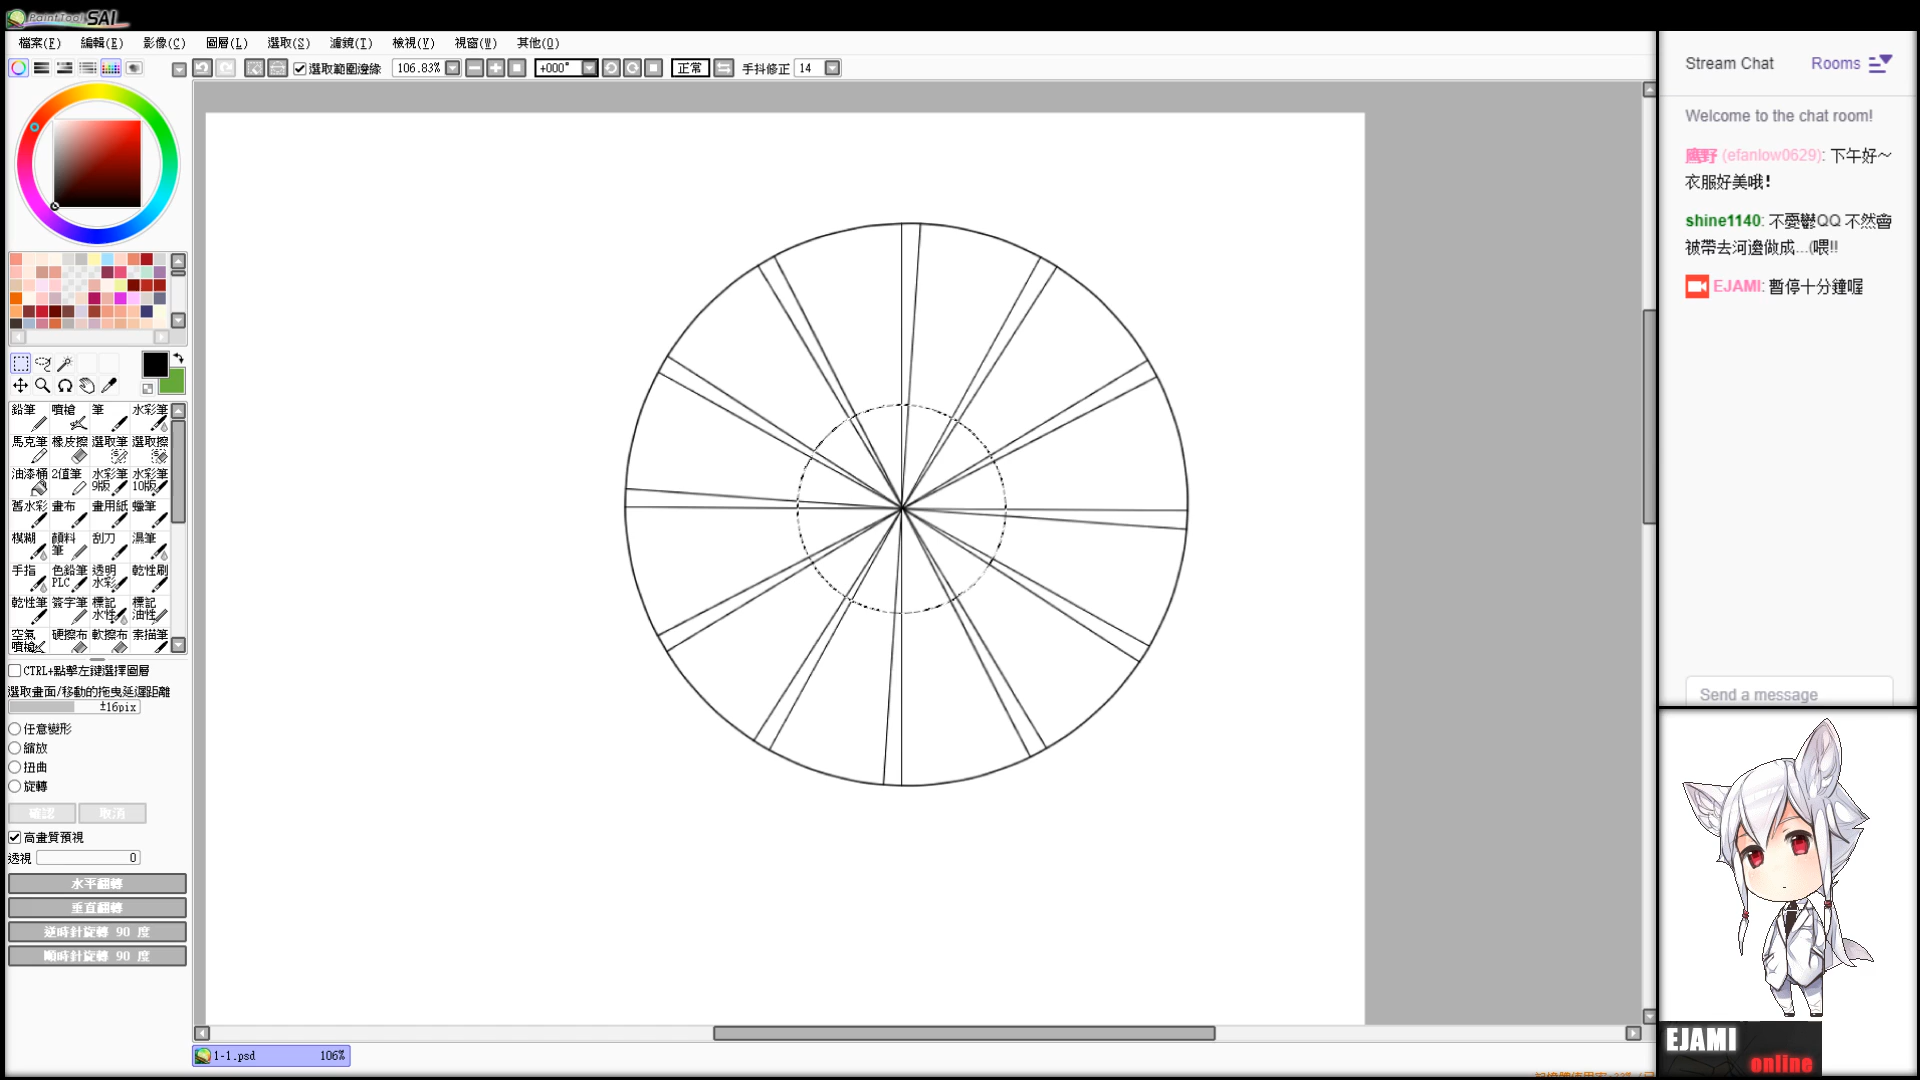 PaintTool SAI
檔案(F) 編輯(E) 影像(C) 圖層(L) 選取(S) 濾鏡(T) 檢視(V) 視窗(W) 其他(O)
選取範圍邊緣 106.83% +000° 正常 手抖修正 14
鉛筆 噴槍 筆 水彩筆
馬克筆 橡皮擦 選取筆 選取擦
油漆桶 2值筆 水彩筆 9版 水彩筆 10版
舊水彩 畫布 畫用紙 蠟筆
模糊 顏料筆 刮刀 濕筆
手指 色鉛筆 PLC 透明水彩 乾性刷
乾性筆 簽字筆 標記水性 標記油性
空氣噴槍 硬擦布 軟擦布 素描筆
CTRL+點擊左鍵選擇圖層
選取畫面/移動的拖曳延遲距離
±16pix
任意變形
縮放
扭曲
旋轉
確認 取消
高畫質預視
透視 0
水平翻轉
垂直翻轉
逆時針旋轉 90 度
順時針旋轉 90 度
1-1.psd 106%
Stream Chat Rooms
Welcome to the chat room!
鷹野 (efanlow0629): 下午好～
衣服好美哦!
shine1140: 不憂鬱QQ 不然會
被帶去河邊做成...(喂!!
EJAMI: 暫停十分鐘喔
Send a message
EJAMI
online